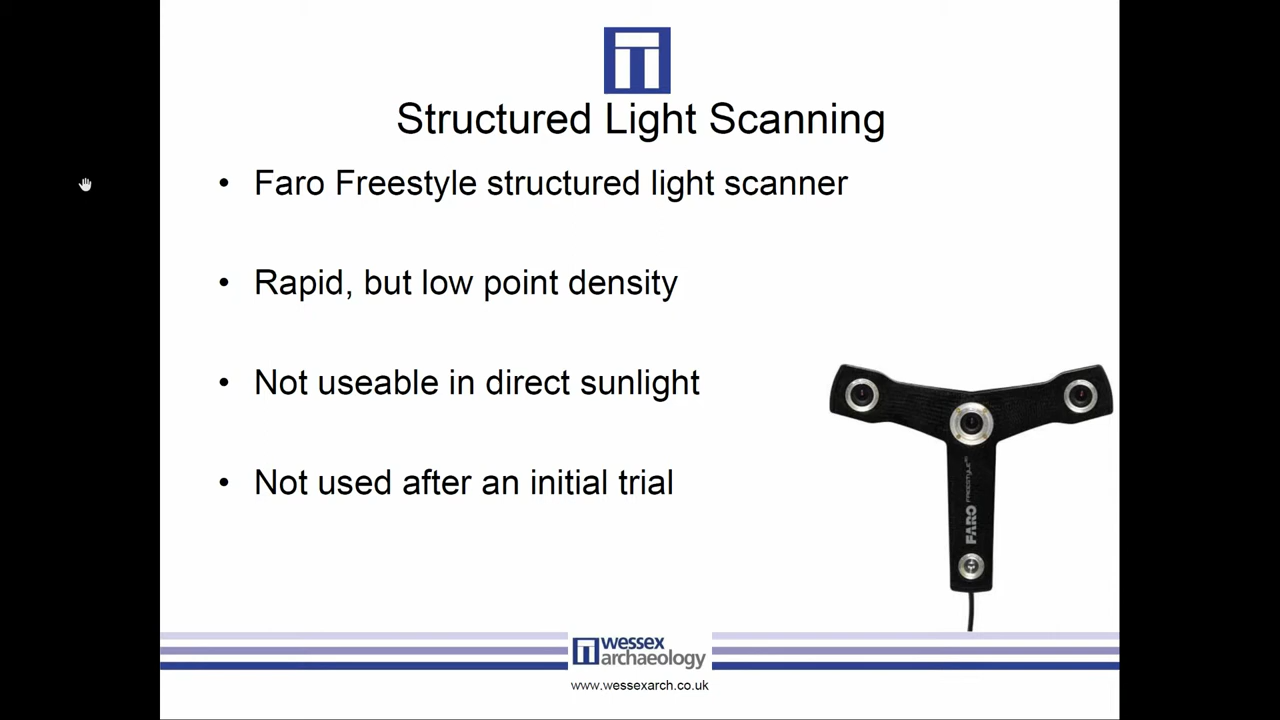 Structured Light Scanning
• Faro Freestyle structured light scanner
• Rapid, but low point density
• Not useable in direct sunlight
• Not used after an initial trial
FARO FREESTYLE
wessex
archaeology
www.wessexarch.co.uk